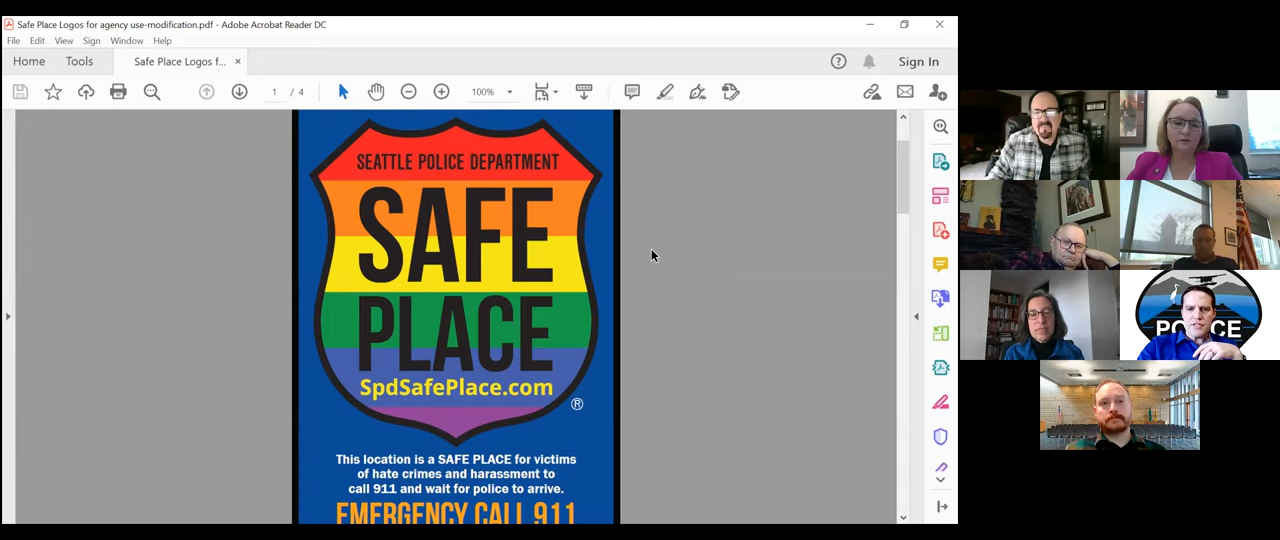 Safe Place Logos for agency use-modification.pdf - Adobe Acrobat Reader DC
File Edit View Sign Window Help
Home Tools Safe Place Logos f... × Sign In
1 / 4 100%
SEATTLE POLICE DEPARTMENT
SAFE
PLACE
SpdSafePlace.com
®
This location is a SAFE PLACE for victims
of hate crimes and harassment to
call 911 and wait for police to arrive.
EMERGENCY CALL 911
POLICE